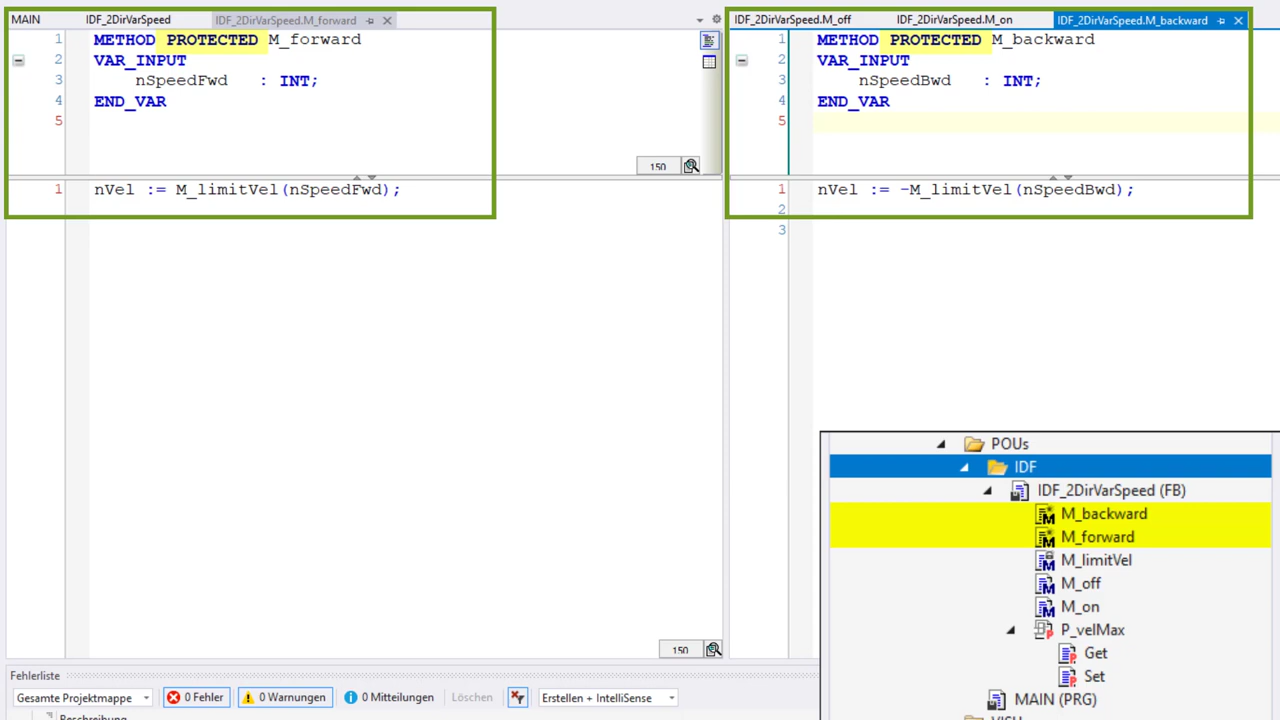 MAIN IDF_2DirVarSpeed IDF_2DirVarSpeed.M_forward
1 METHOD PROTECTED M_forward
2 VAR_INPUT
3 nSpeedFwd : INT;
4 END_VAR
5
150
1 nVel := M_limitVel(nSpeedFwd);
150
IDF_2DirVarSpeed.M_off IDF_2DirVarSpeed.M_on IDF_2DirVarSpeed.M_backward
1 METHOD PROTECTED M_backward
2 VAR_INPUT
3 nSpeedBwd : INT;
4 END_VAR
5
1 nVel := -M_limitVel(nSpeedBwd);
2
3
POUs
IDF
IDF_2DirVarSpeed (FB)
M_backward
M_forward
M_limitVel
M_off
M_on
P_velMax
Get
Set
MAIN (PRG)
Fehlerliste
Gesamte Projektmappe 0 Fehler 0 Warnungen 0 Mitteilungen Löschen Erstellen + IntelliSense
Beschreibung